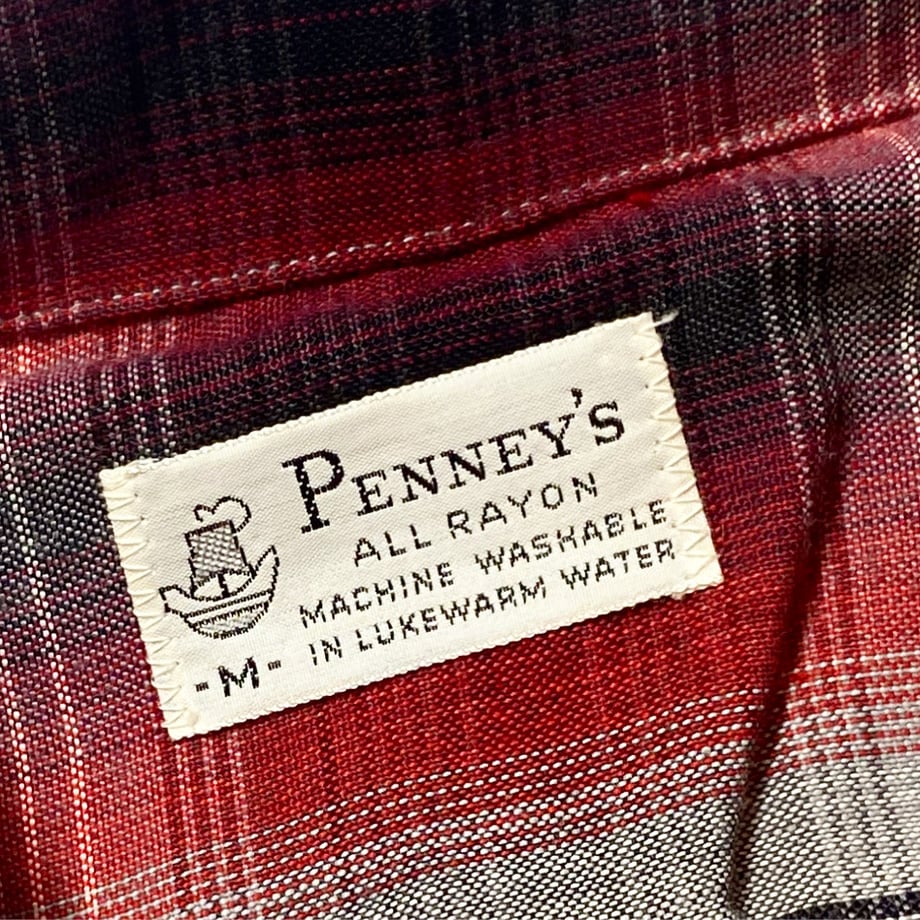 PENNEY'S
ALL RAYON
MACHINE WASHABLE
IN LUKEWARM WATER
-M-